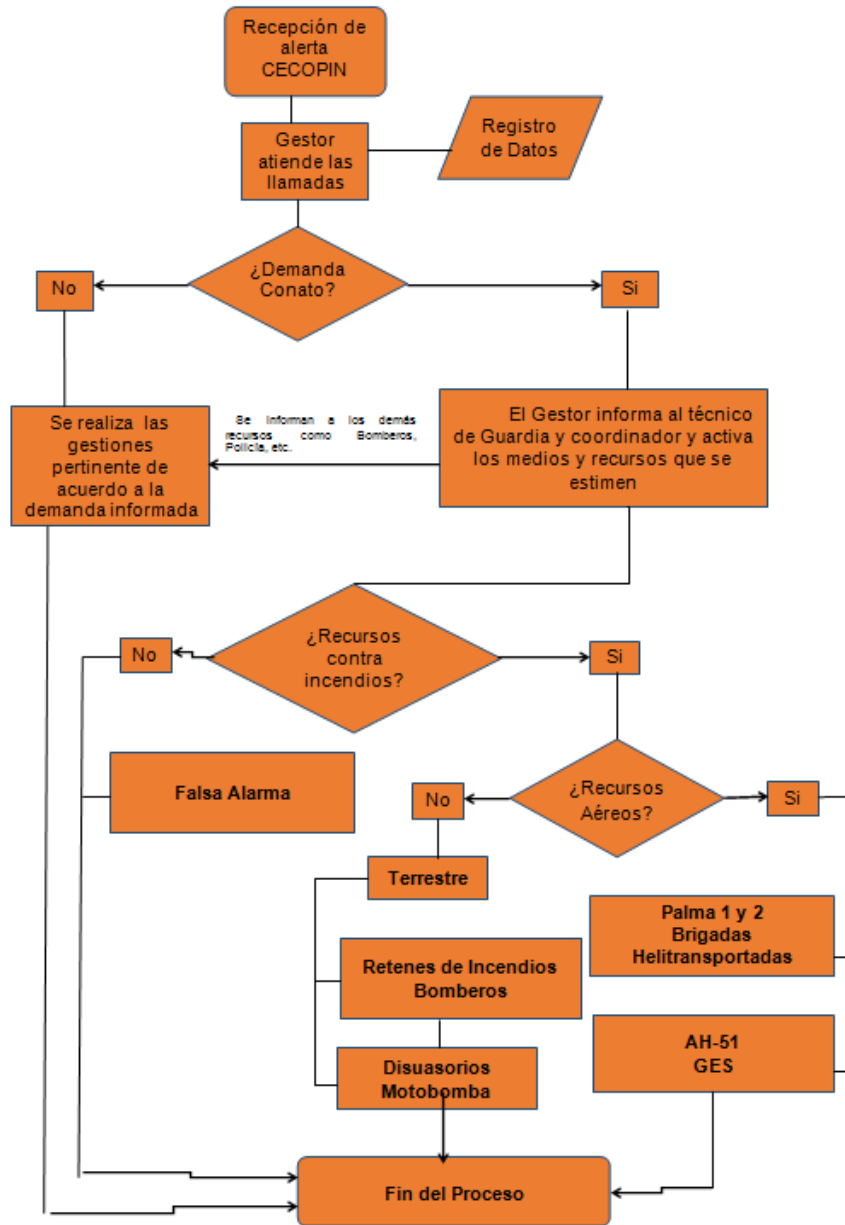 Recepción de
alerta
CECOPIN
Gestor
atiende las
llamadas
Registro
de Datos
¿Demanda
Conato?
No
Si
Se realiza las
gestiones
pertinente de
acuerdo a la
demanda informada
Se informan a los demás
recursos como Bomberos,
Policía, etc.
El Gestor informa al técnico
de Guardia y coordinador y activa
los medios y recursos que se
estimen
¿Recursos
contra
incendios?
No
Si
Falsa Alarma
¿Recursos
Aéreos?
No
Si
Terrestre
Palma 1 y 2
Brigadas
Helitransportadas
Retenes de Incendios
Bomberos
AH-51
GES
Disuasorios
Motobomba
Fin del Proceso